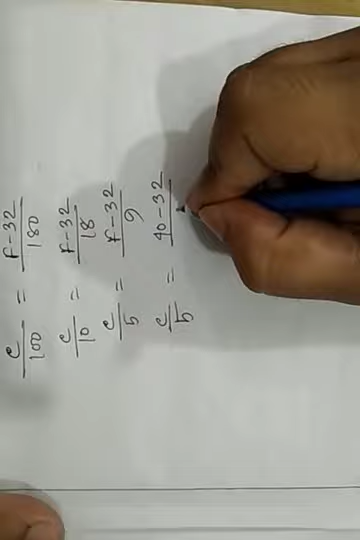 c/100 = F-32/180
c/10 = F-32/18
c/5 = F-32/9
c/5 = 40-32/